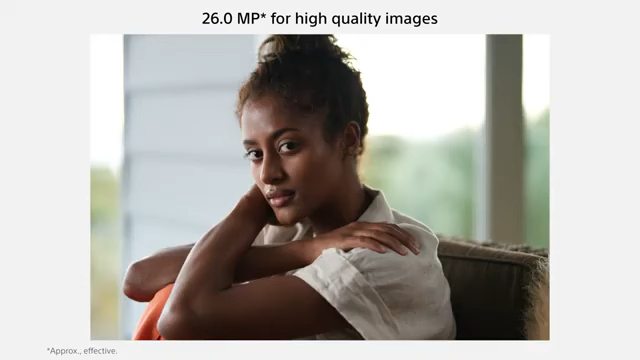 26.0 MP* for high quality images
*Approx., effective.